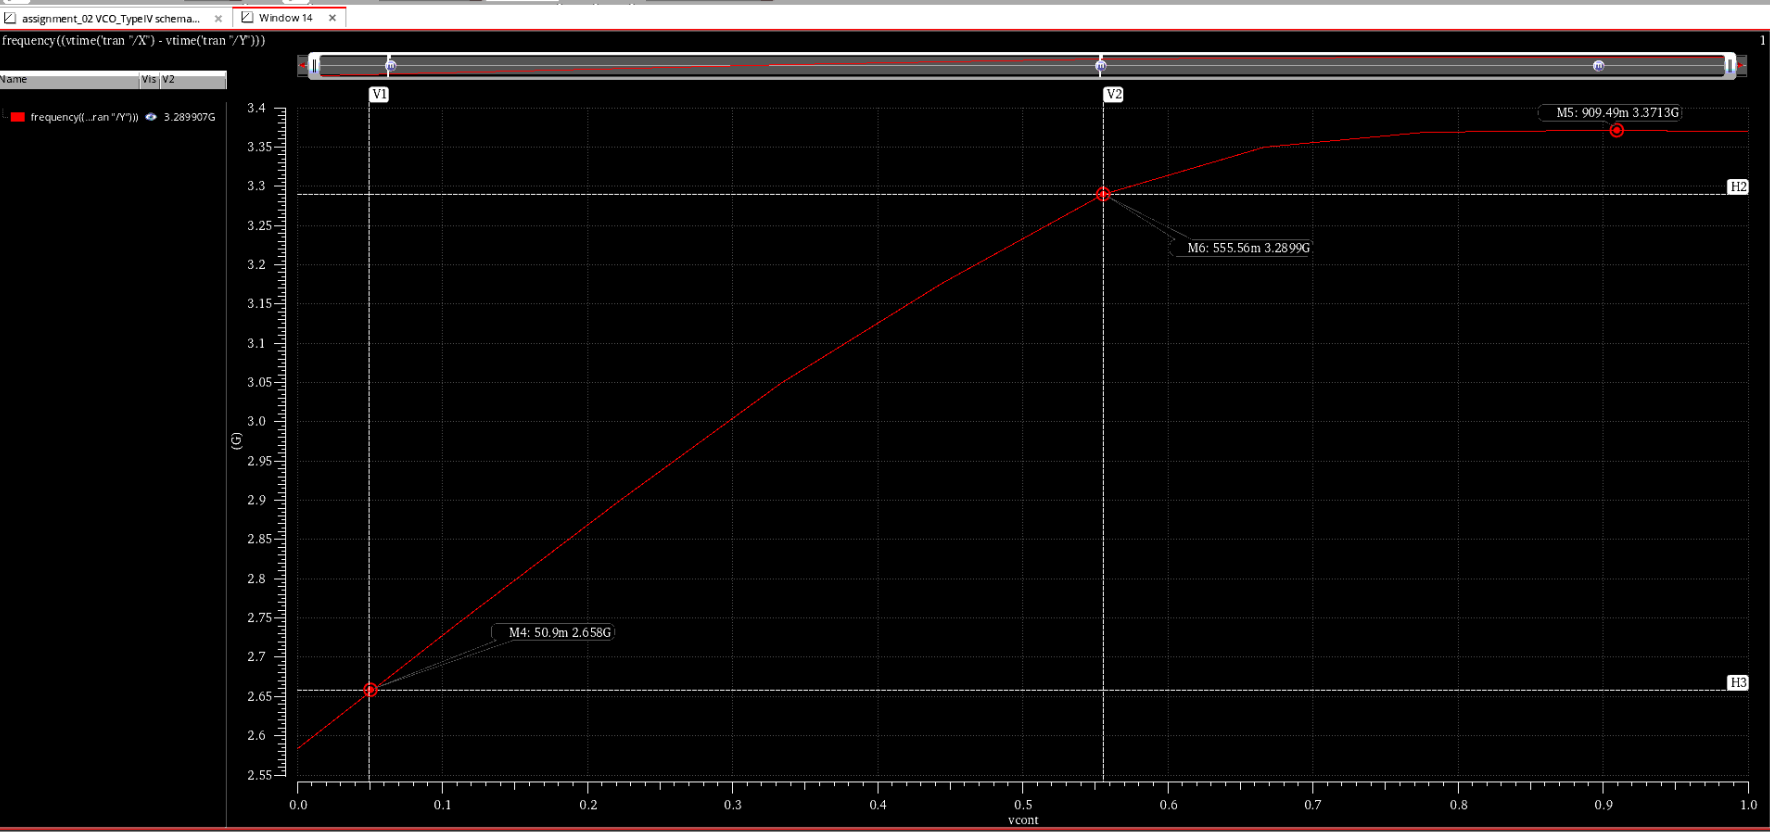 assignment_02 VCO_TypeIV schema... ×
Window 14 ×
frequency((vtime('tran "/X") - vtime('tran "/Y")))
1
Name Vis V2
frequency((...ran "/Y"))) 3.289907G
V1
V2
M5: 909.49m 3.3713G
H2
M6: 555.56m 3.2899G
M4: 50.9m 2.658G
H3
(G)
3.4
3.35
3.3
3.25
3.2
3.15
3.1
3.05
3.0
2.95
2.9
2.85
2.8
2.75
2.7
2.65
2.6
2.55
0.0 0.1 0.2 0.3 0.4 0.5 0.6 0.7 0.8 0.9 1.0
vcont